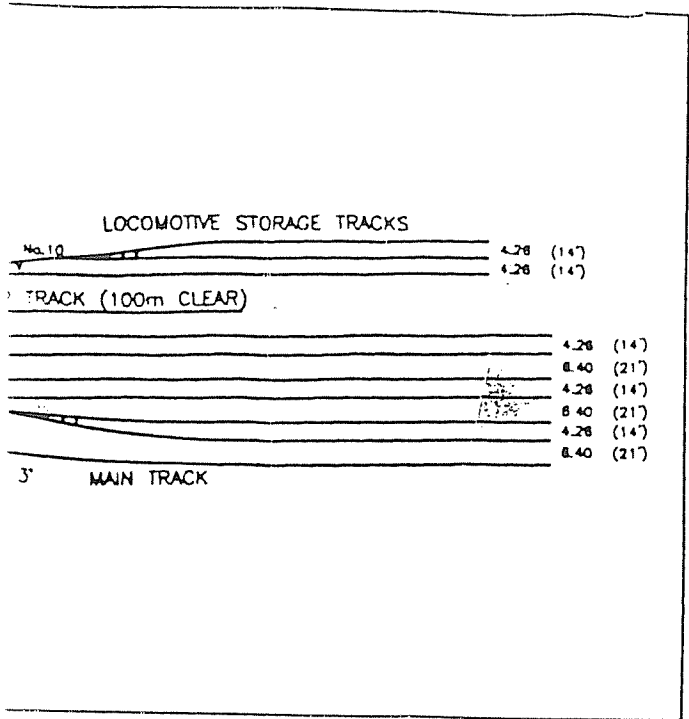 LOCOMOTIVE STORAGE TRACKS
No. 10
4.26 (14')
4.26 (14')
TRACK (100m CLEAR)
4.26 (14')
6.40 (21')
4.26 (14')
6.40 (21')
4.26 (14')
6.40 (21')
3°
MAIN TRACK